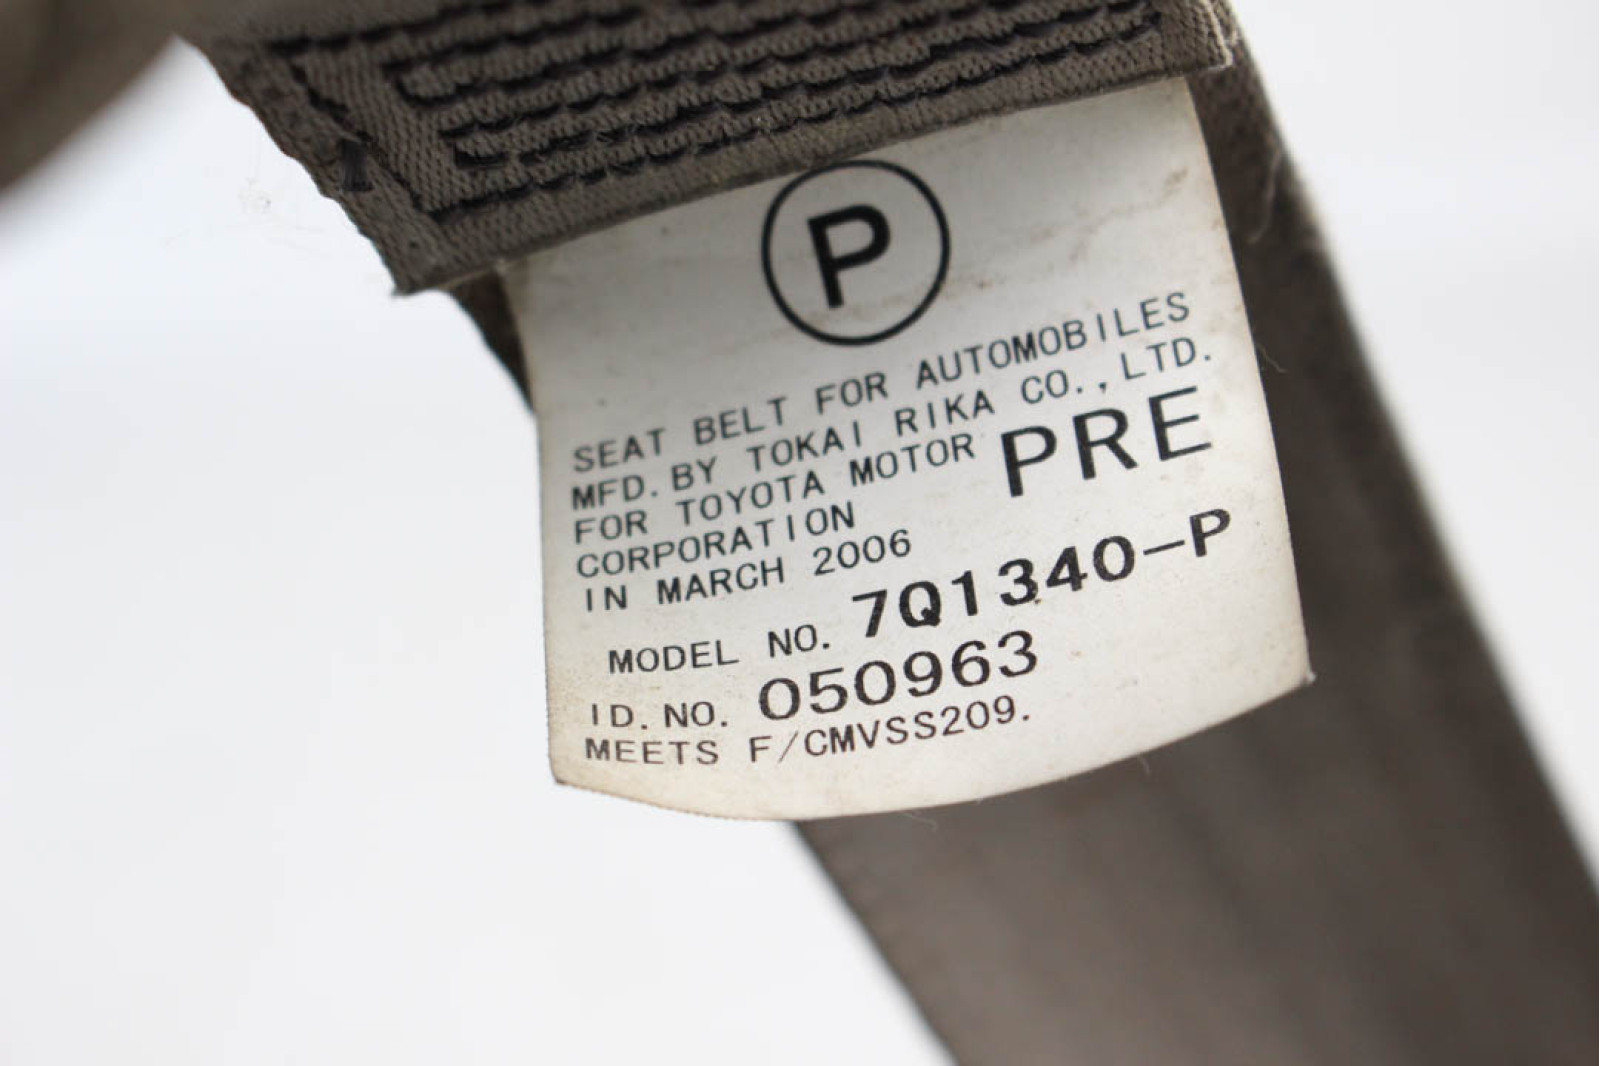 P
SEAT BELT FOR AUTOMOBILES
MFD. BY TOKAI RIKA CO., LTD.
FOR TOYOTA MOTOR PRE
CORPORATION
IN MARCH 2006
MODEL NO. 7Q1340-P
ID. NO. 050963
MEETS F/CMVSS209.